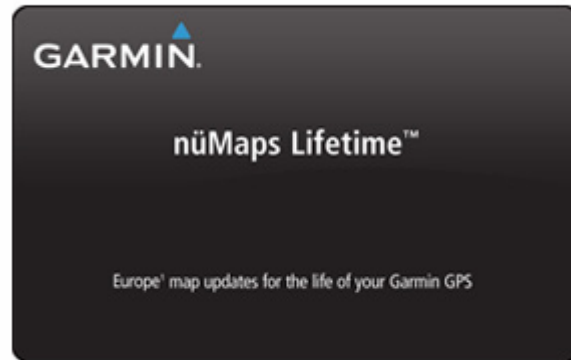 GARMIN.
nüMaps Lifetime™
Europe¹ map updates for the life of your Garmin GPS